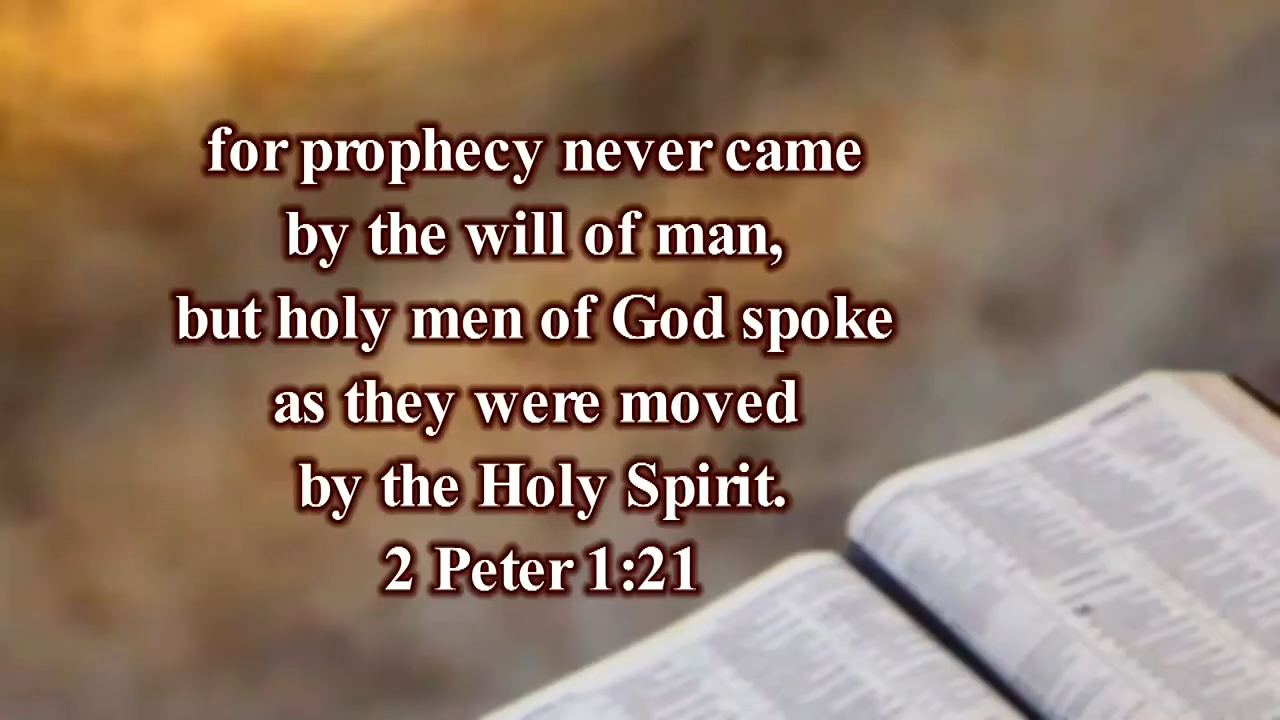 for prophecy never came
by the will of man,
but holy men of God spoke
as they were moved
by the Holy Spirit.
2 Peter 1:21